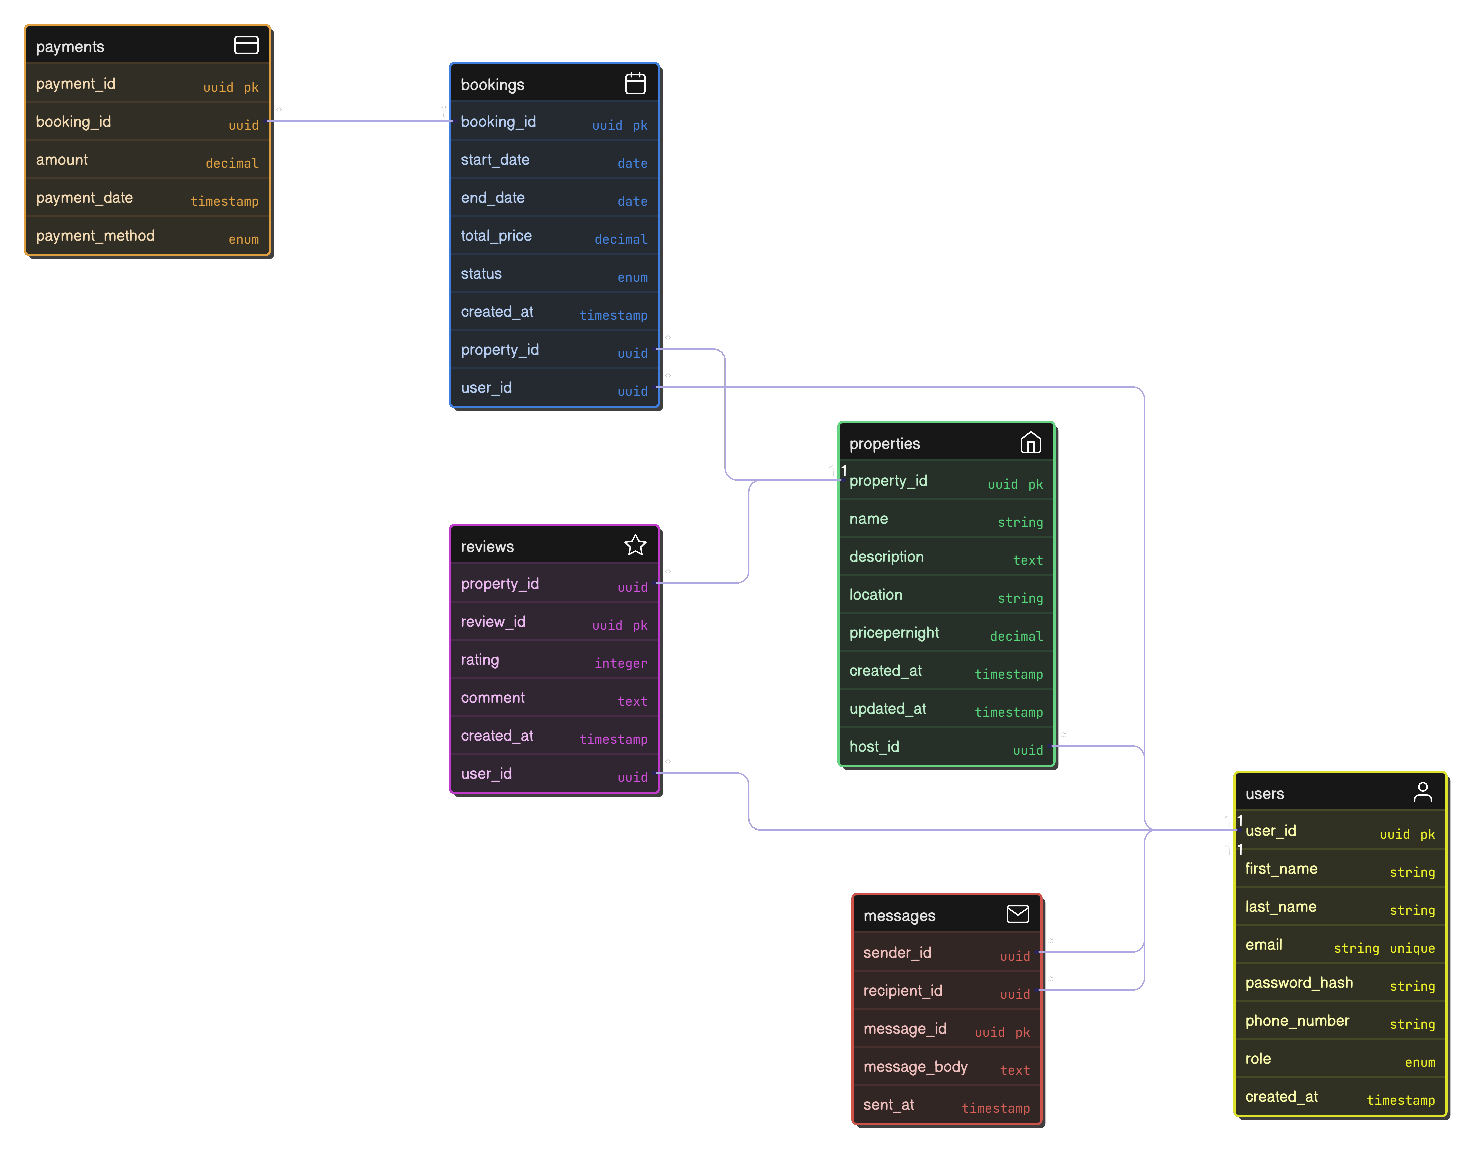 payments
payment_id uuid pk
booking_id uuid
amount decimal
payment_date timestamp
payment_method enum
bookings
booking_id uuid pk
start_date date
end_date date
total_price decimal
status enum
created_at timestamp
property_id uuid
user_id uuid
properties
1
property_id uuid pk
name string
description text
location string
pricepernight decimal
created_at timestamp
updated_at timestamp
host_id uuid
reviews
property_id uuid
review_id uuid pk
rating integer
comment text
created_at timestamp
user_id uuid
users
1
user_id uuid pk
1
first_name string
last_name string
email string unique
password_hash string
phone_number string
role enum
created_at timestamp
messages
sender_id uuid
recipient_id uuid
message_id uuid pk
message_body text
sent_at timestamp